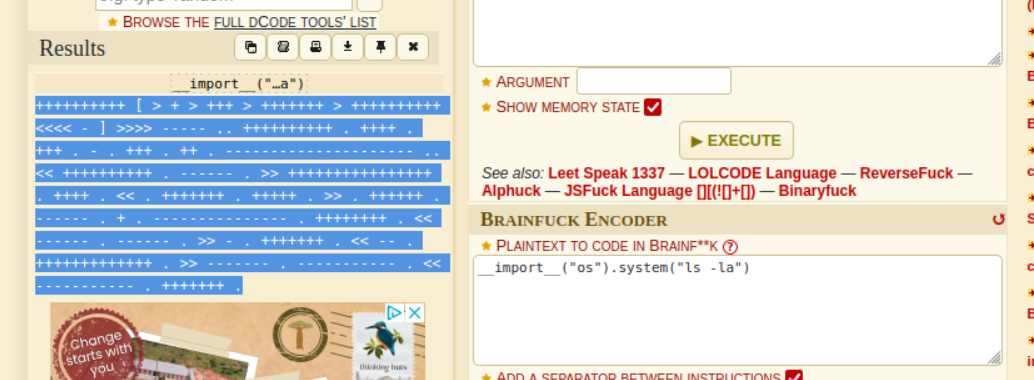 ★ BROWSE THE FULL DCODE TOOLS' LIST
Results
__import__("…a")
++++++++++ [ > + > +++ > +++++++ > ++++++++++
<<<< - ] >>>> ----- .. ++++++++++ . ++++ .
+++ . - . +++ . ++ . --------------------- ..
<< ++++++++++ . ------ . >> +++++++++++++++++
. ++++ . << . +++++++ . +++++ . >> . ++++++ .
------ . + . --------------- . ++++++++ . <<
------ . ------ . >> - . +++++++ . << -- .
+++++++++++++ . >> ------- . ----------- . <<
----------- . +++++++ .
Change
starts with
you
thinking huts
★ ARGUMENT
★ SHOW MEMORY STATE
▶ EXECUTE
See also: Leet Speak 1337 — LOLCODE Language — ReverseFuck —
Alphuck — JSFuck Language [][(![]+[]) — Binaryfuck
BRAINFUCK ENCODER
★ PLAINTEXT TO CODE IN BRAINF**K ?
__import__("os").system("ls -la")
★ ADD A SEPARATOR BETWEEN INSTRUCTIONS